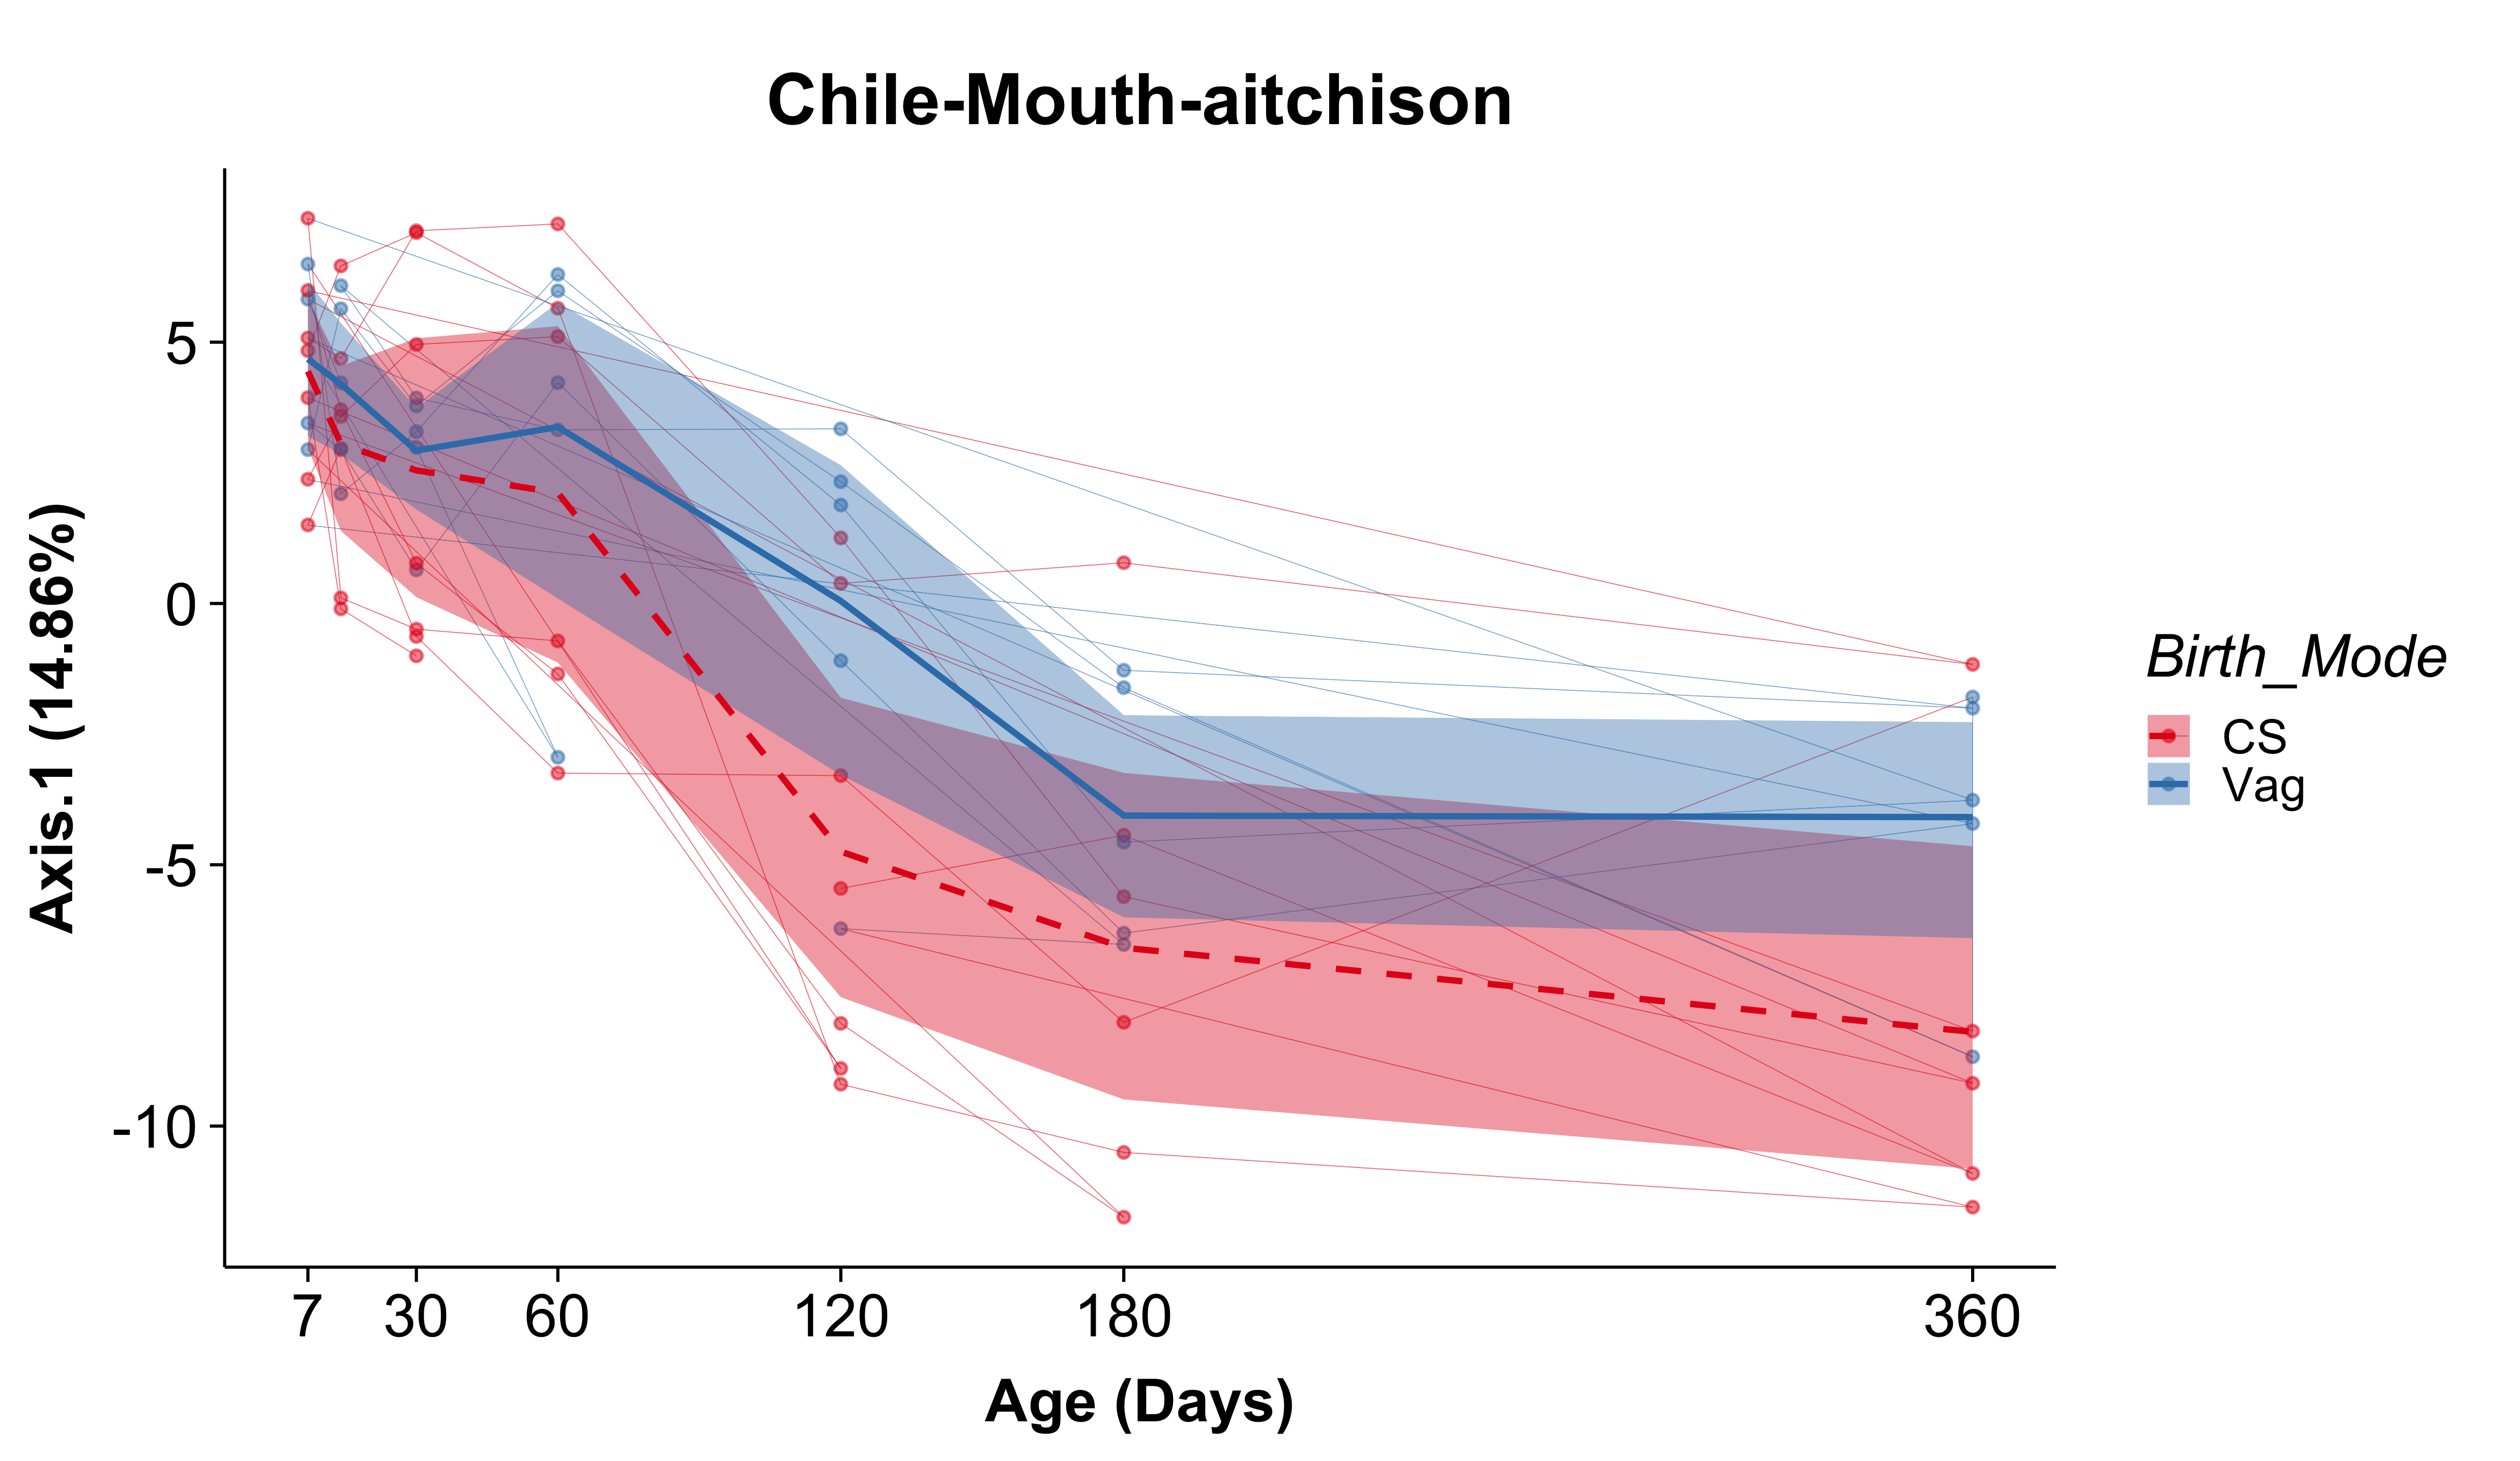 Chile-Mouth-aitchison
Axis.1 (14.86%)
5
0
-5
-10
7 30 60 120 180 360
Age (Days)
Birth_Mode
CS
Vag